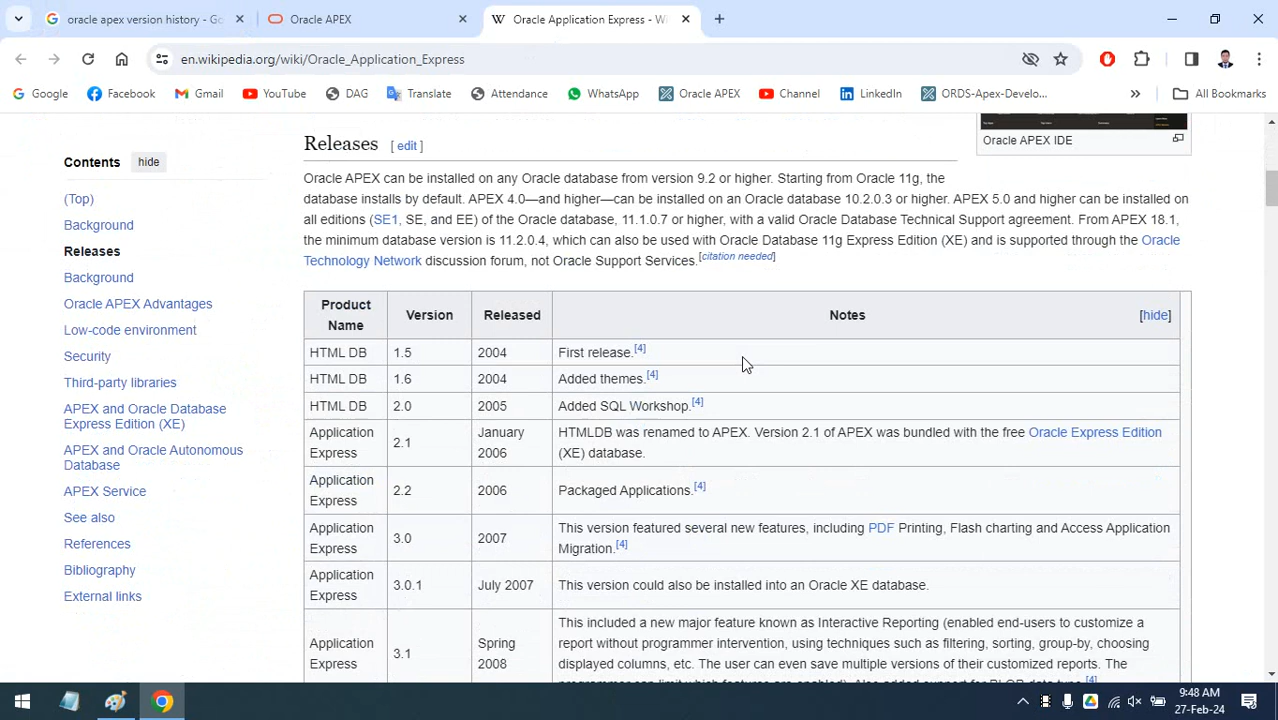 oracle apex version history - Go
Oracle APEX
Oracle Application Express - Wi
en.wikipedia.org/wiki/Oracle_Application_Express
Google
Facebook
Gmail
YouTube
DAG
Translate
Attendance
WhatsApp
Oracle APEX
Channel
LinkedIn
ORDS-Apex-Develo...
All Bookmarks
Contents hide
(Top)
Background
Releases
Background
Oracle APEX Advantages
Low-code environment
Security
Third-party libraries
APEX and Oracle Database
Express Edition (XE)
APEX and Oracle Autonomous
Database
APEX Service
See also
References
Bibliography
External links
Oracle APEX IDE
Releases [ edit ]
Oracle APEX can be installed on any Oracle database from version 9.2 or higher. Starting from Oracle 11g, the
database installs by default. APEX 4.0—and higher—can be installed on an Oracle database 10.2.0.3 or higher. APEX 5.0 and higher can be installed on
all editions (SE1, SE, and EE) of the Oracle database, 11.1.0.7 or higher, with a valid Oracle Database Technical Support agreement. From APEX 18.1,
the minimum database version is 11.2.0.4, which can also be used with Oracle Database 11g Express Edition (XE) and is supported through the Oracle
Technology Network discussion forum, not Oracle Support Services.[citation needed]
Product
Name
Version
Released
Notes
[hide]
HTML DB 1.5 2004 First release.[4]
HTML DB 1.6 2004 Added themes.[4]
HTML DB 2.0 2005 Added SQL Workshop.[4]
Application
Express
2.1
January
2006
HTMLDB was renamed to APEX. Version 2.1 of APEX was bundled with the free Oracle Express Edition
(XE) database.
Application
Express
2.2
2006
Packaged Applications.[4]
Application
Express
3.0
2007
This version featured several new features, including PDF Printing, Flash charting and Access Application
Migration.[4]
Application
Express
3.0.1
July 2007
This version could also be installed into an Oracle XE database.
Application
Express
3.1
Spring
2008
This included a new major feature known as Interactive Reporting (enabled end-users to customize a
report without programmer intervention, using techniques such as filtering, sorting, group-by, choosing
displayed columns, etc. The user can even save multiple versions of their customized reports. The
9:48 AM
27-Feb-24